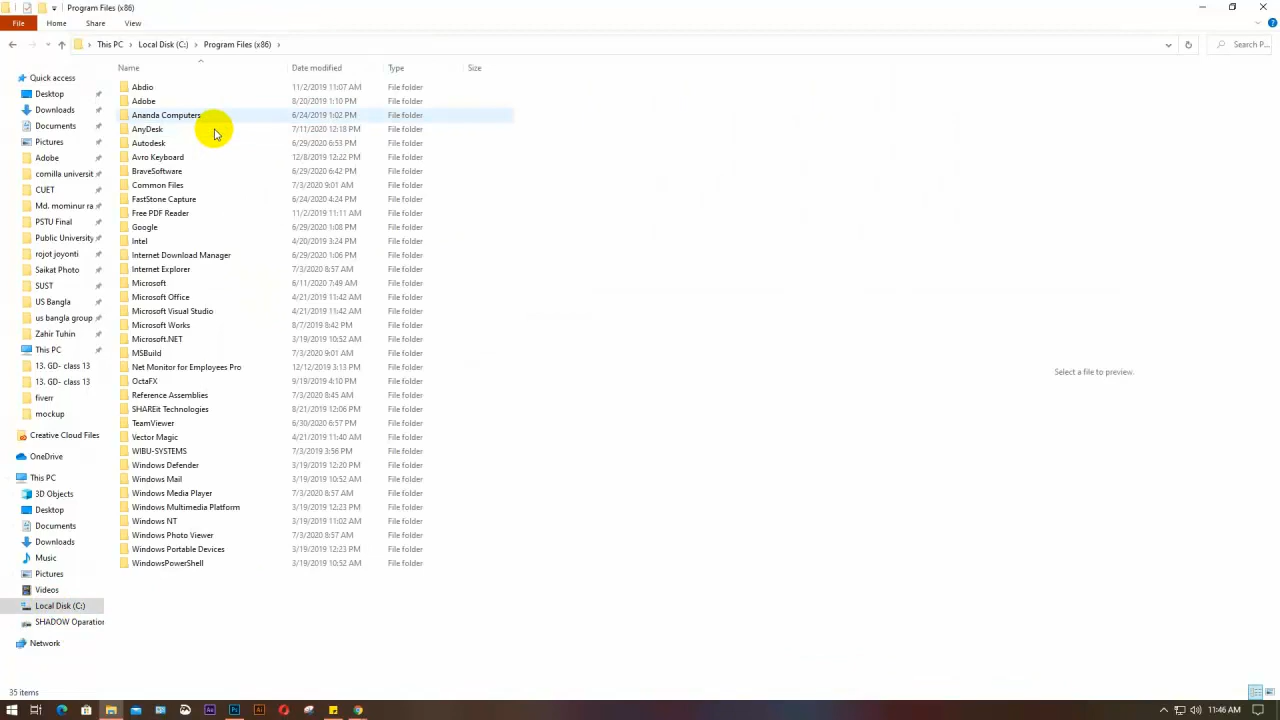 Program Files (x86)
File Home Share View
This PC Local Disk (C:) Program Files (x86) Search P...
Name Date modified Type Size
Quick access
Desktop
Downloads
Documents
Pictures
Adobe
comilla universit
CUET
Md. mominur ra
PSTU Final
Public University
rojot joyonti
Saikat Photo
SUST
US Bangla
us bangla group
Zahir Tuhin
This PC
13. GD- class 13
13. GD- class 13
fiverr
mockup
Creative Cloud Files
OneDrive
This PC
3D Objects
Desktop
Documents
Downloads
Music
Pictures
Videos
Local Disk (C:)
SHADOW Oparation
Network
Abdio 11/2/2019 11:07 AM File folder
Adobe 8/20/2019 1:10 PM File folder
Ananda Computers 6/24/2019 1:02 PM File folder
AnyDesk 7/11/2020 12:18 PM File folder
Autodesk 6/29/2020 6:53 PM File folder
Avro Keyboard 12/8/2019 12:22 PM File folder
BraveSoftware 6/29/2020 6:42 PM File folder
Common Files 7/3/2020 9:01 AM File folder
FastStone Capture 6/24/2020 4:24 PM File folder
Free PDF Reader 11/2/2019 11:11 AM File folder
Google 6/29/2020 1:08 PM File folder
Intel 4/20/2019 3:24 PM File folder
Internet Download Manager 6/29/2020 1:06 PM File folder
Internet Explorer 7/3/2020 8:57 AM File folder
Microsoft 6/11/2020 7:49 AM File folder
Microsoft Office 4/21/2019 11:42 AM File folder
Microsoft Visual Studio 4/21/2019 11:42 AM File folder
Microsoft Works 8/7/2019 8:42 PM File folder
Microsoft.NET 3/19/2019 10:52 AM File folder
MSBuild 7/3/2020 9:01 AM File folder
Net Monitor for Employees Pro 12/12/2019 3:13 PM File folder
OctaFX 9/19/2019 4:10 PM File folder
Reference Assemblies 7/3/2020 8:45 AM File folder
SHAREit Technologies 8/21/2019 12:06 PM File folder
TeamViewer 6/30/2020 6:57 PM File folder
Vector Magic 4/21/2019 11:40 AM File folder
WIBU-SYSTEMS 7/3/2019 3:56 PM File folder
Windows Defender 3/19/2019 12:20 PM File folder
Windows Mail 3/19/2019 10:52 AM File folder
Windows Media Player 7/3/2020 8:57 AM File folder
Windows Multimedia Platform 3/19/2019 12:23 PM File folder
Windows NT 3/19/2019 11:02 AM File folder
Windows Photo Viewer 7/3/2020 8:57 AM File folder
Windows Portable Devices 3/19/2019 12:23 PM File folder
WindowsPowerShell 3/19/2019 10:52 AM File folder
Select a file to preview.
35 items
Ae Ps Ai 11:46 AM